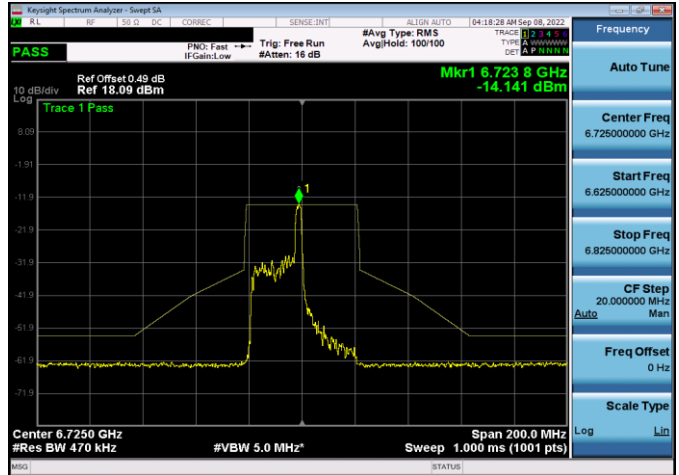 Keysight Spectrum Analyzer - Swept SA
RL RF 50 Ω DC CORREC SENSE:INT ALIGN AUTO 04:18:28 AM Sep 08, 2022
PASS
PNO: Fast
IFGain:Low
Trig: Free Run
#Atten: 16 dB
#Avg Type: RMS
Avg|Hold: 100/100
TRACE 1 2 3 4 5 6
TYPE A WWWWW
DET A P N N N N
Ref Offset 0.49 dB
10 dB/div Ref 18.09 dBm
Log
Mkr1 6.723 8 GHz
-14.141 dBm
Trace 1 Pass
1
8.09
-1.91
-11.9
-21.9
-31.9
-41.9
-51.9
-61.9
-71.9
Center 6.7250 GHz Span 200.0 MHz
#Res BW 470 kHz #VBW 5.0 MHz* Sweep 1.000 ms (1001 pts)
MSG STATUS
Frequency
Auto Tune
Center Freq
6.725000000 GHz
Start Freq
6.625000000 GHz
Stop Freq
6.825000000 GHz
CF Step
20.000000 MHz
Auto Man
Freq Offset
0 Hz
Scale Type
Log Lin